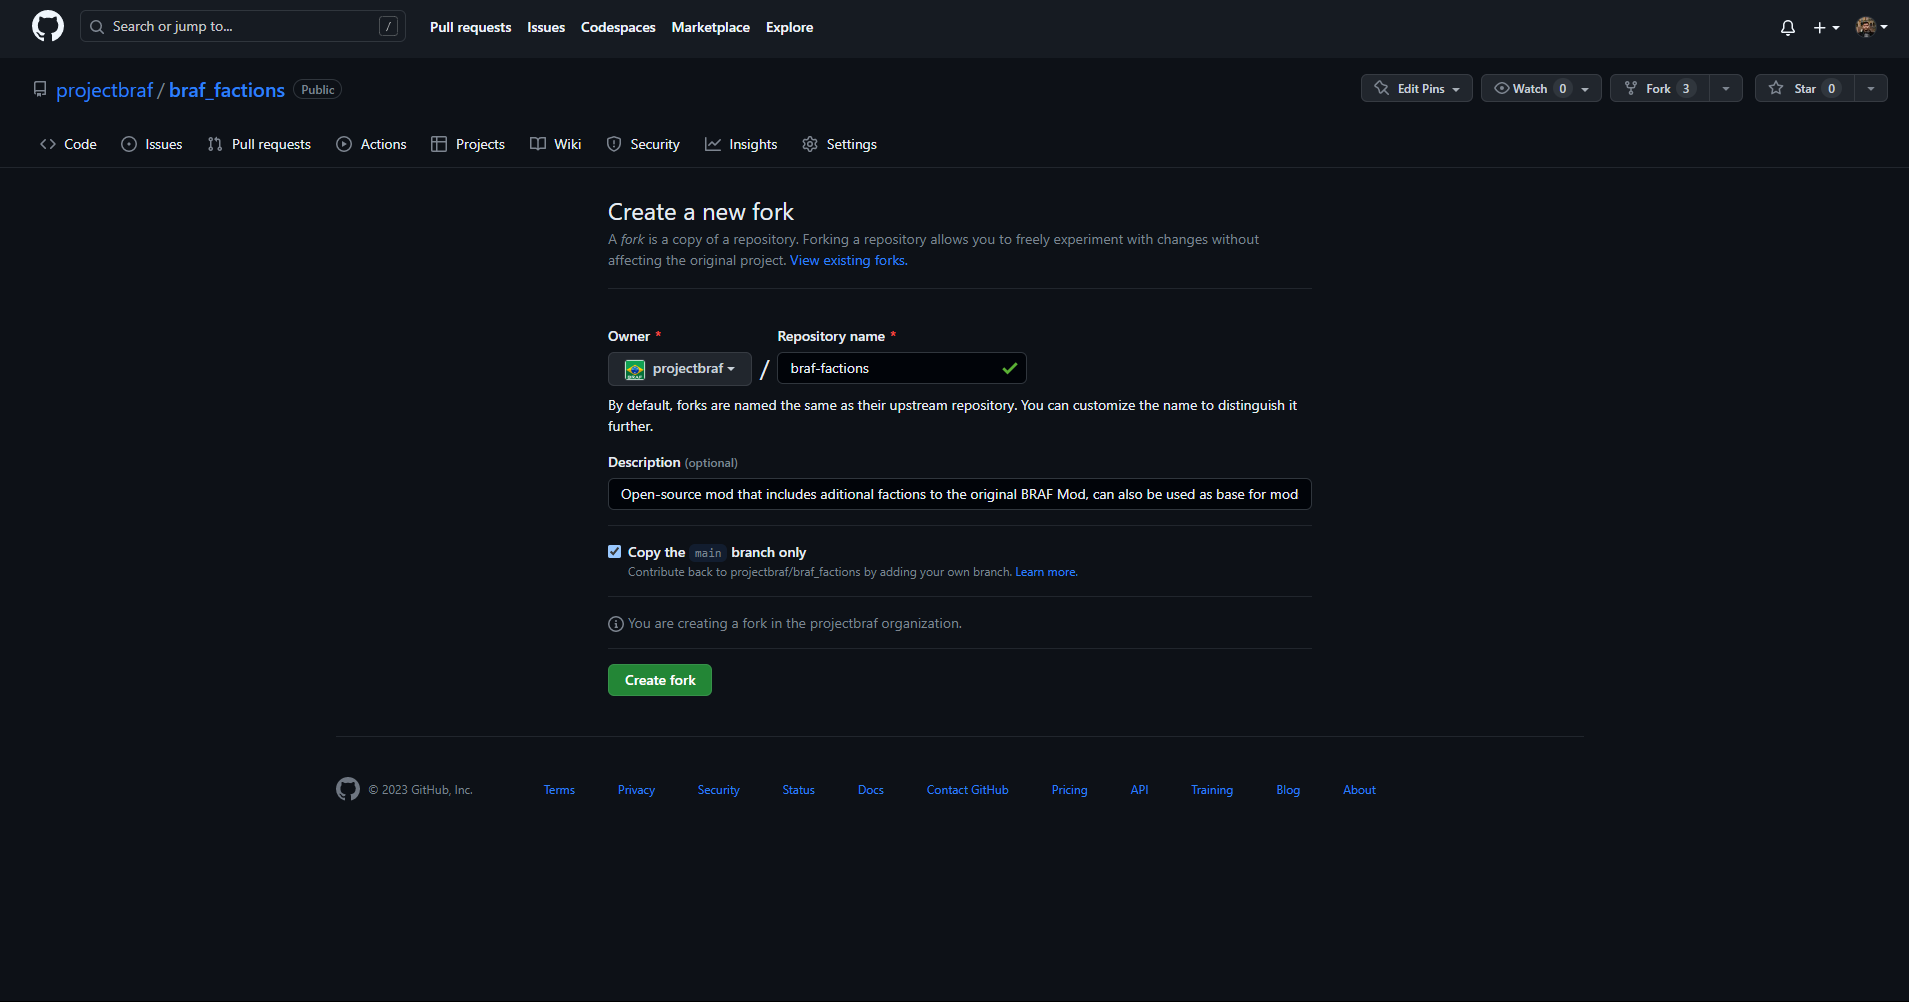 Search or jump to... /
Pull requests Issues Codespaces Marketplace Explore
projectbraf / braf_factions Public
Edit Pins Watch 0 Fork 3 Star 0
Code Issues Pull requests Actions Projects Wiki Security Insights Settings
Create a new fork
A fork is a copy of a repository. Forking a repository allows you to freely experiment with changes without
affecting the original project. View existing forks.
Owner * Repository name *
projectbraf / braf-factions
By default, forks are named the same as their upstream repository. You can customize the name to distinguish it
further.
Description (optional)
Open-source mod that includes aditional factions to the original BRAF Mod, can also be used as base for mod
Copy the main branch only
Contribute back to projectbraf/braf_factions by adding your own branch. Learn more.
You are creating a fork in the projectbraf organization.
Create fork
© 2023 GitHub, Inc. Terms Privacy Security Status Docs Contact GitHub Pricing API Training Blog About